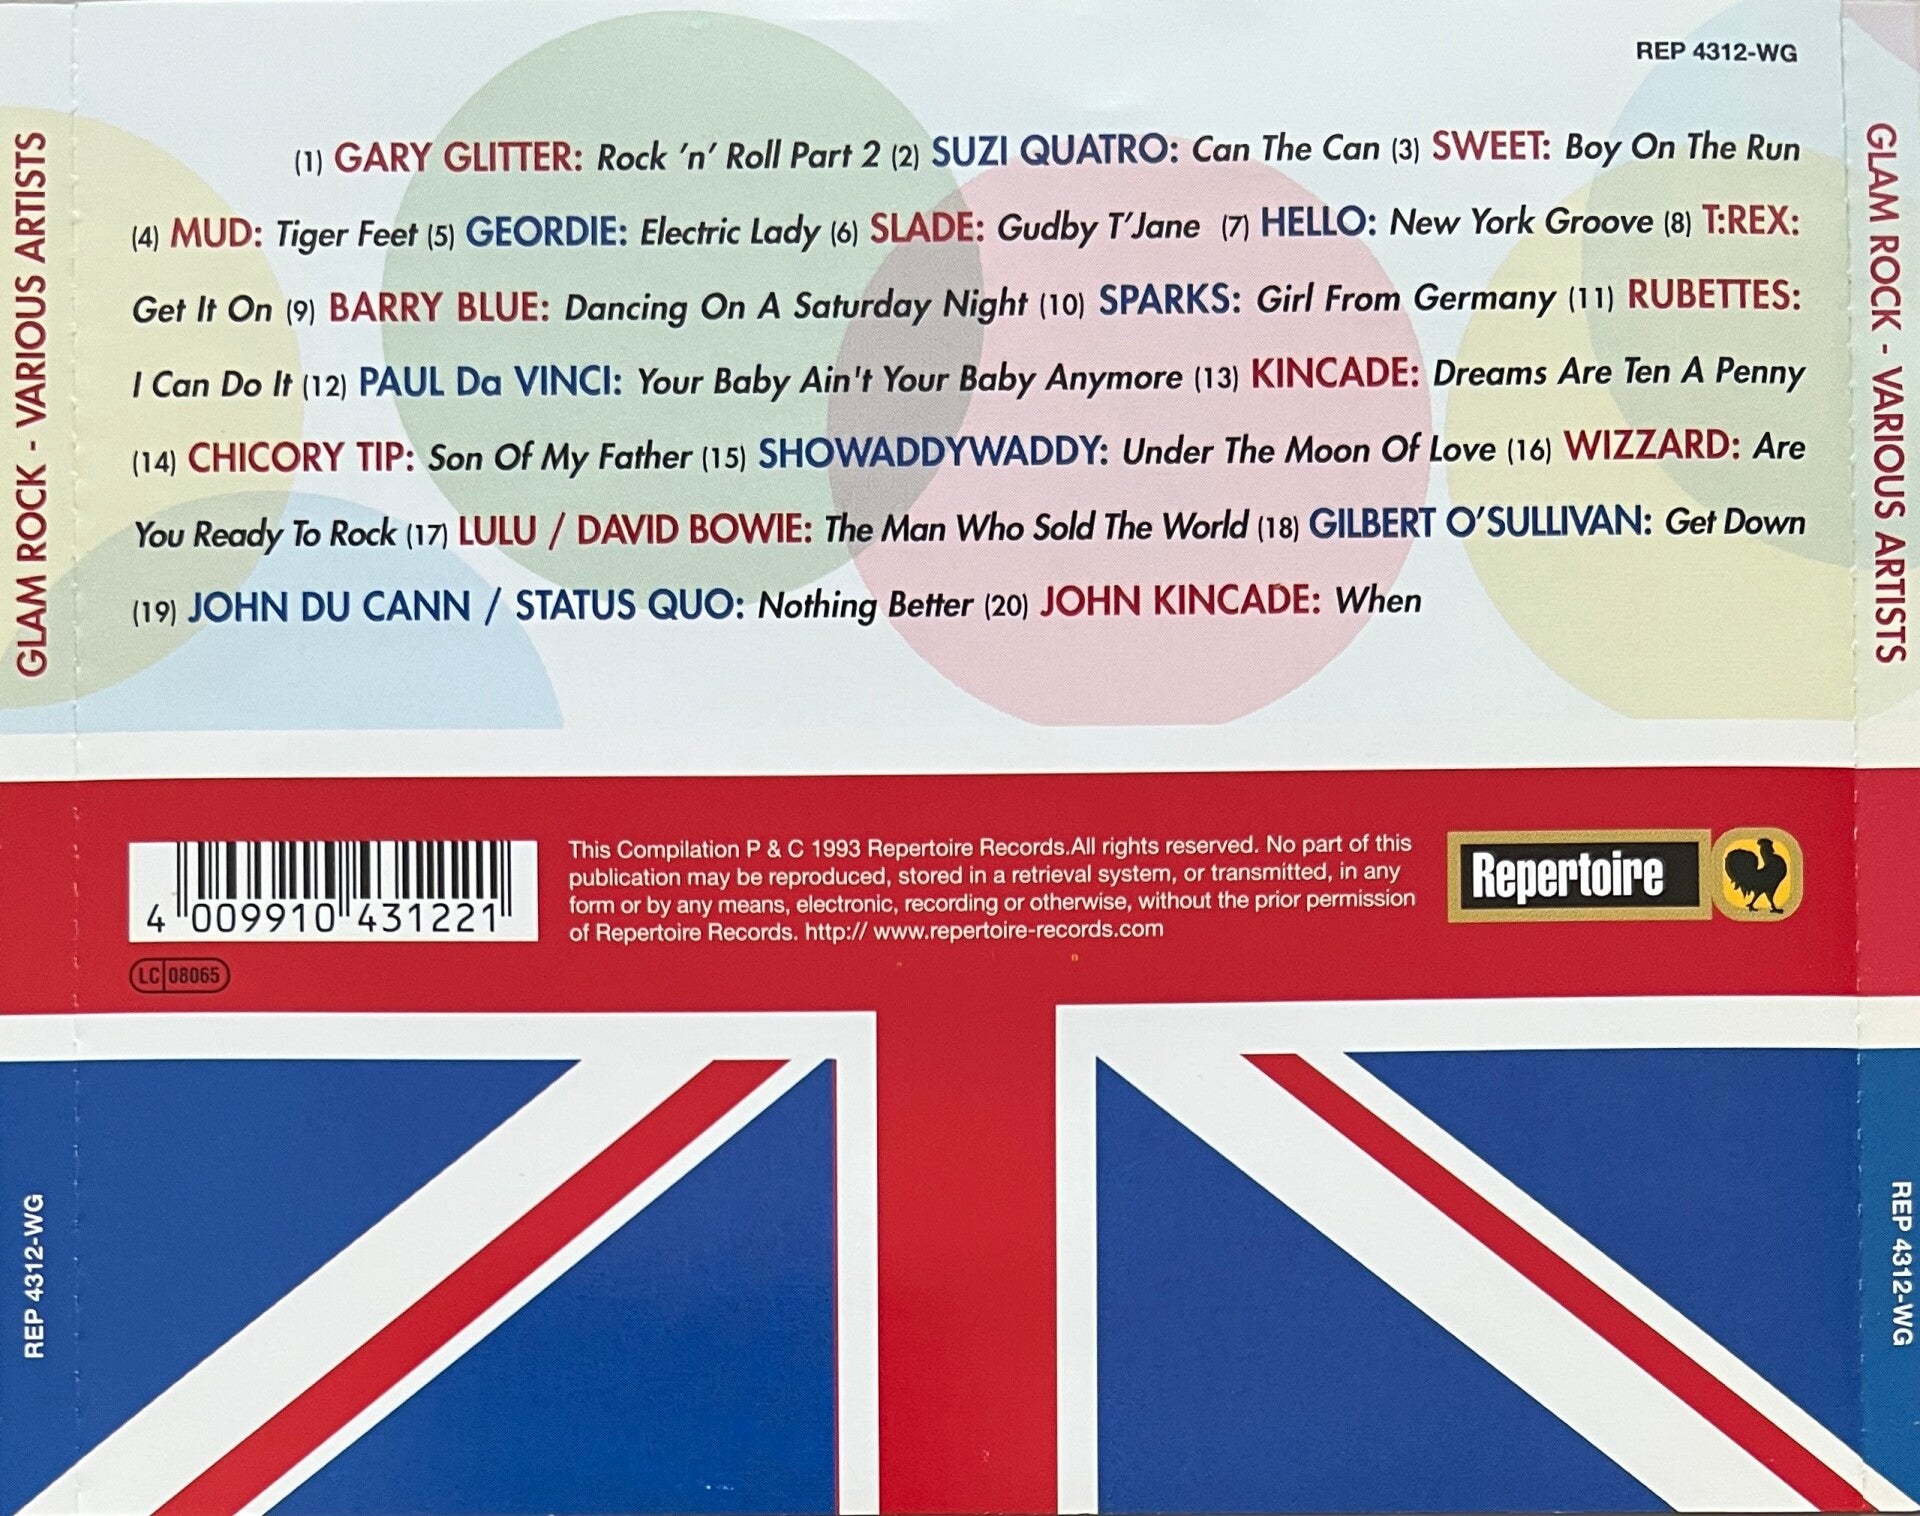 REP 4312-WG
(1) GARY GLITTER: Rock 'n' Roll Part 2 (2) SUZI QUATRO: Can The Can (3) SWEET: Boy On The Run
(4) MUD: Tiger Feet (5) GEORDIE: Electric Lady (6) SLADE: Gudby T'Jane (7) HELLO: New York Groove (8) T:REX:
Get It On (9) BARRY BLUE: Dancing On A Saturday Night (10) SPARKS: Girl From Germany (11) RUBETTES:
I Can Do It (12) PAUL Da VINCI: Your Baby Ain't Your Baby Anymore (13) KINCADE: Dreams Are Ten A Penny
(14) CHICORY TIP: Son Of My Father (15) SHOWADDYWADDY: Under The Moon Of Love (16) WIZZARD: Are
You Ready To Rock (17) LULU / DAVID BOWIE: The Man Who Sold The World (18) GILBERT O'SULLIVAN: Get Down
(19) JOHN DU CANN / STATUS QUO: Nothing Better (20) JOHN KINCADE: When
GLAM ROCK - VARIOUS ARTISTS
GLAM ROCK - VARIOUS ARTISTS
4 009910 431221
LC 08065
This Compilation P & C 1993 Repertoire Records.All rights reserved. No part of this
publication may be reproduced, stored in a retrieval system, or transmitted, in any
form or by any means, electronic, recording or otherwise, without the prior permission
of Repertoire Records. http:// www.repertoire-records.com
Repertoire
REP 4312-WG
REP 4312-WG